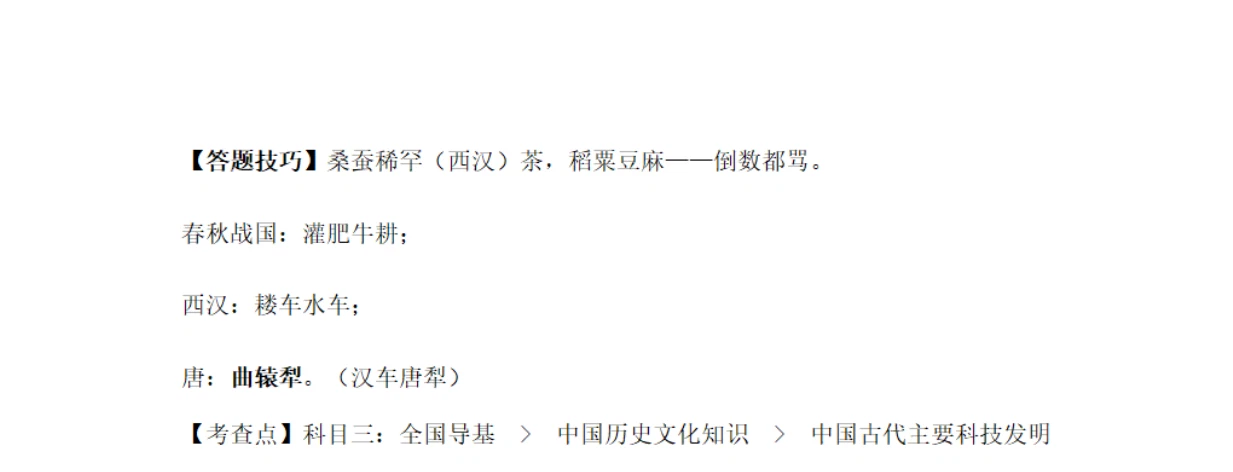 【答题技巧】桑蚕稀罕（西汉）茶，稻粟豆麻——倒数都骂。
春秋战国：灌肥牛耕；
西汉：耧车水车；
唐：曲辕犁。（汉车唐犁）
【考查点】科目三：全国导基 > 中国历史文化知识 > 中国古代主要科技发明